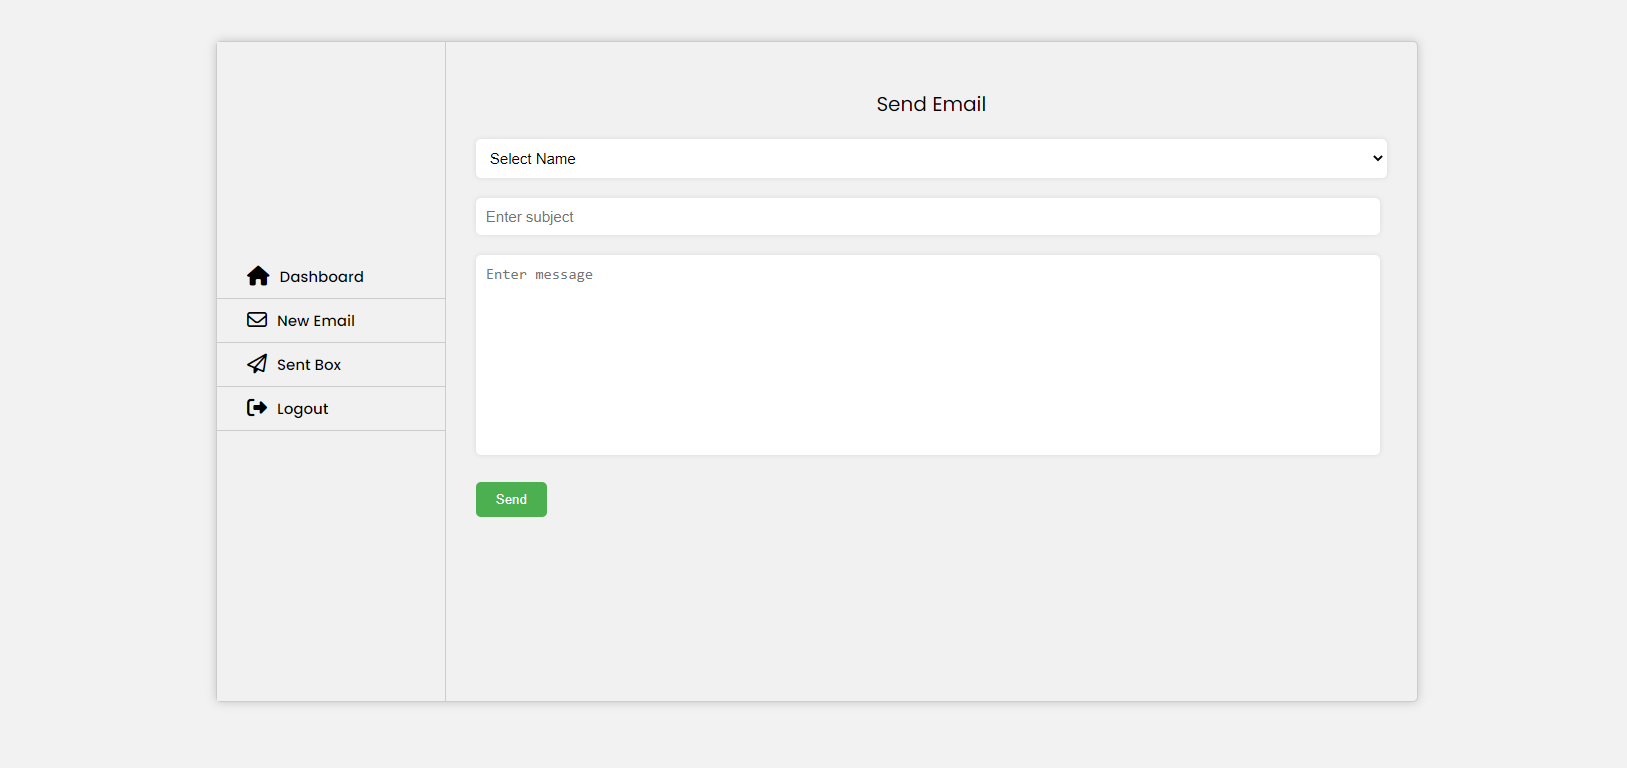 Dashboard
New Email
Sent Box
Logout
Send Email
Select Name
Enter subject
Enter message
Send